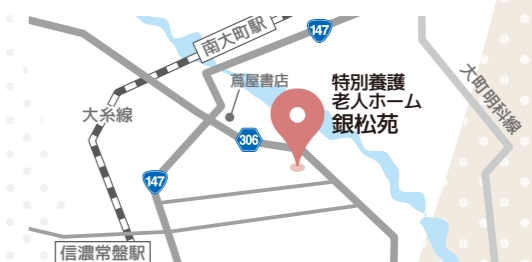 南大町駅
147
蔦屋書店
特別養護
老人ホーム
銀松苑
大町明科線
大糸線
306
147
信濃常盤駅